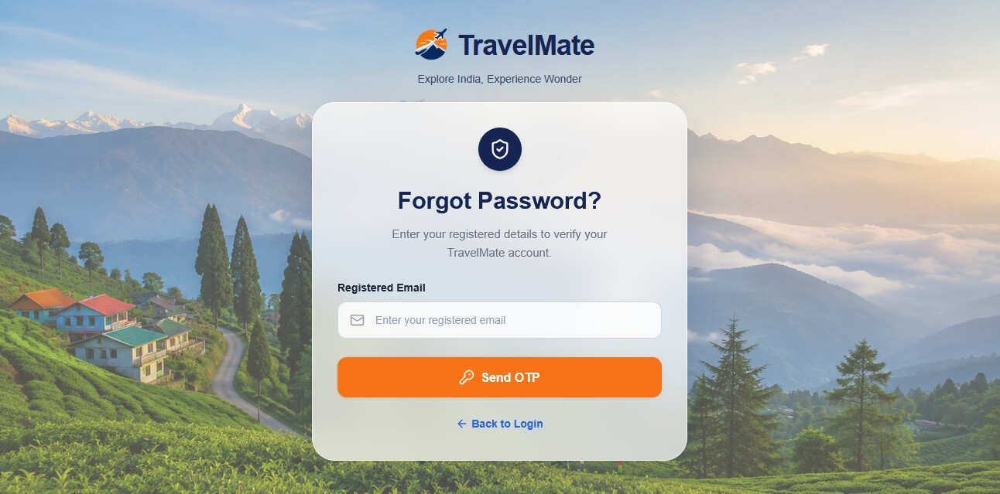 TravelMate
Explore India, Experience Wonder
Forgot Password?
Enter your registered details to verify your
TravelMate account.
Registered Email
Enter your registered email
Send OTP
Back to Login